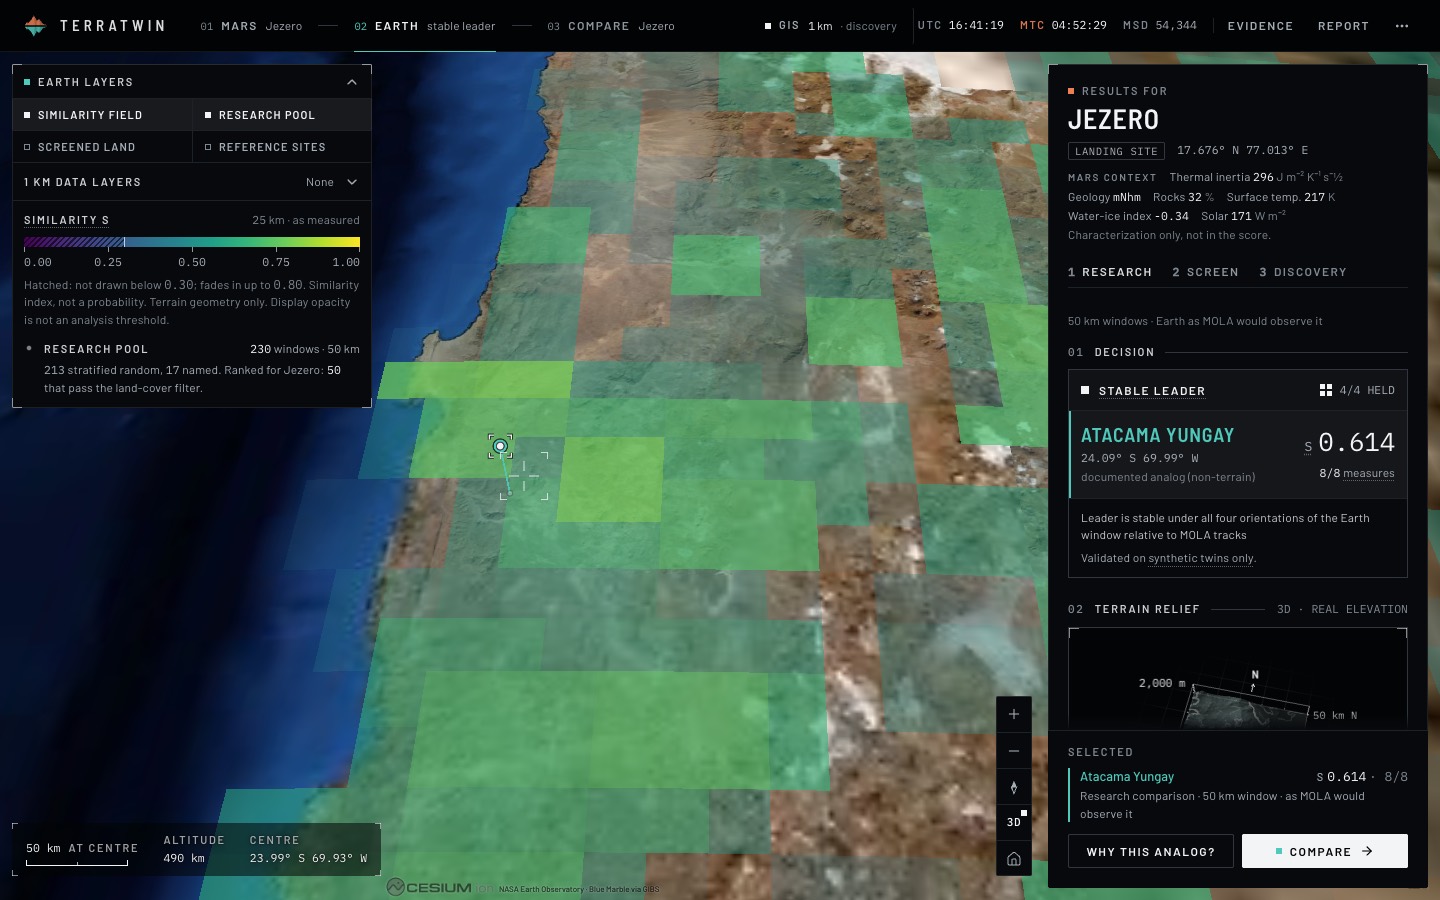 TERRATWIN
01 MARS Jezero
02 EARTH stable leader
03 COMPARE Jezero
GIS 1 km · discovery
UTC 16:41:19 MTC 04:52:29 MSD 54,344
EVIDENCE
REPORT
EARTH LAYERS
SIMILARITY FIELD
RESEARCH POOL
SCREENED LAND
REFERENCE SITES
1 KM DATA LAYERS None
SIMILARITY S 25 km · as measured
0.00 0.25 0.50 0.75 1.00
Hatched: not drawn below 0.30; fades in up to 0.80. Similarity
index, not a probability. Terrain geometry only. Display opacity
is not an analysis threshold.
RESEARCH POOL 230 windows · 50 km
213 stratified random, 17 named. Ranked for Jezero: 50
that pass the land-cover filter.
RESULTS FOR
JEZERO
LANDING SITE 17.676° N 77.013° E
MARS CONTEXT Thermal inertia 296 J m⁻² K⁻¹ s⁻½
Geology mNhm Rocks 32 % Surface temp. 217 K
Water-ice index -0.34 Solar 171 W m⁻²
Characterization only, not in the score.
1 RESEARCH 2 SCREEN 3 DISCOVERY
50 km windows · Earth as MOLA would observe it
01 DECISION
STABLE LEADER 4/4 HELD
ATACAMA YUNGAY S 0.614
24.09° S 69.99° W
documented analog (non-terrain) 8/8 measures
Leader is stable under all four orientations of the Earth
window relative to MOLA tracks
Validated on synthetic twins only.
02 TERRAIN RELIEF 3D · REAL ELEVATION
2,000 m
N
50 km N
SELECTED
Atacama Yungay S 0.614 · 8/8
Research comparison · 50 km window · as MOLA would
observe it
WHY THIS ANALOG?
COMPARE →
3D
50 km AT CENTRE
ALTITUDE
490 km
CENTRE
23.99° S 69.93° W
CESIUM ion NASA Earth Observatory · Blue Marble via GIBS